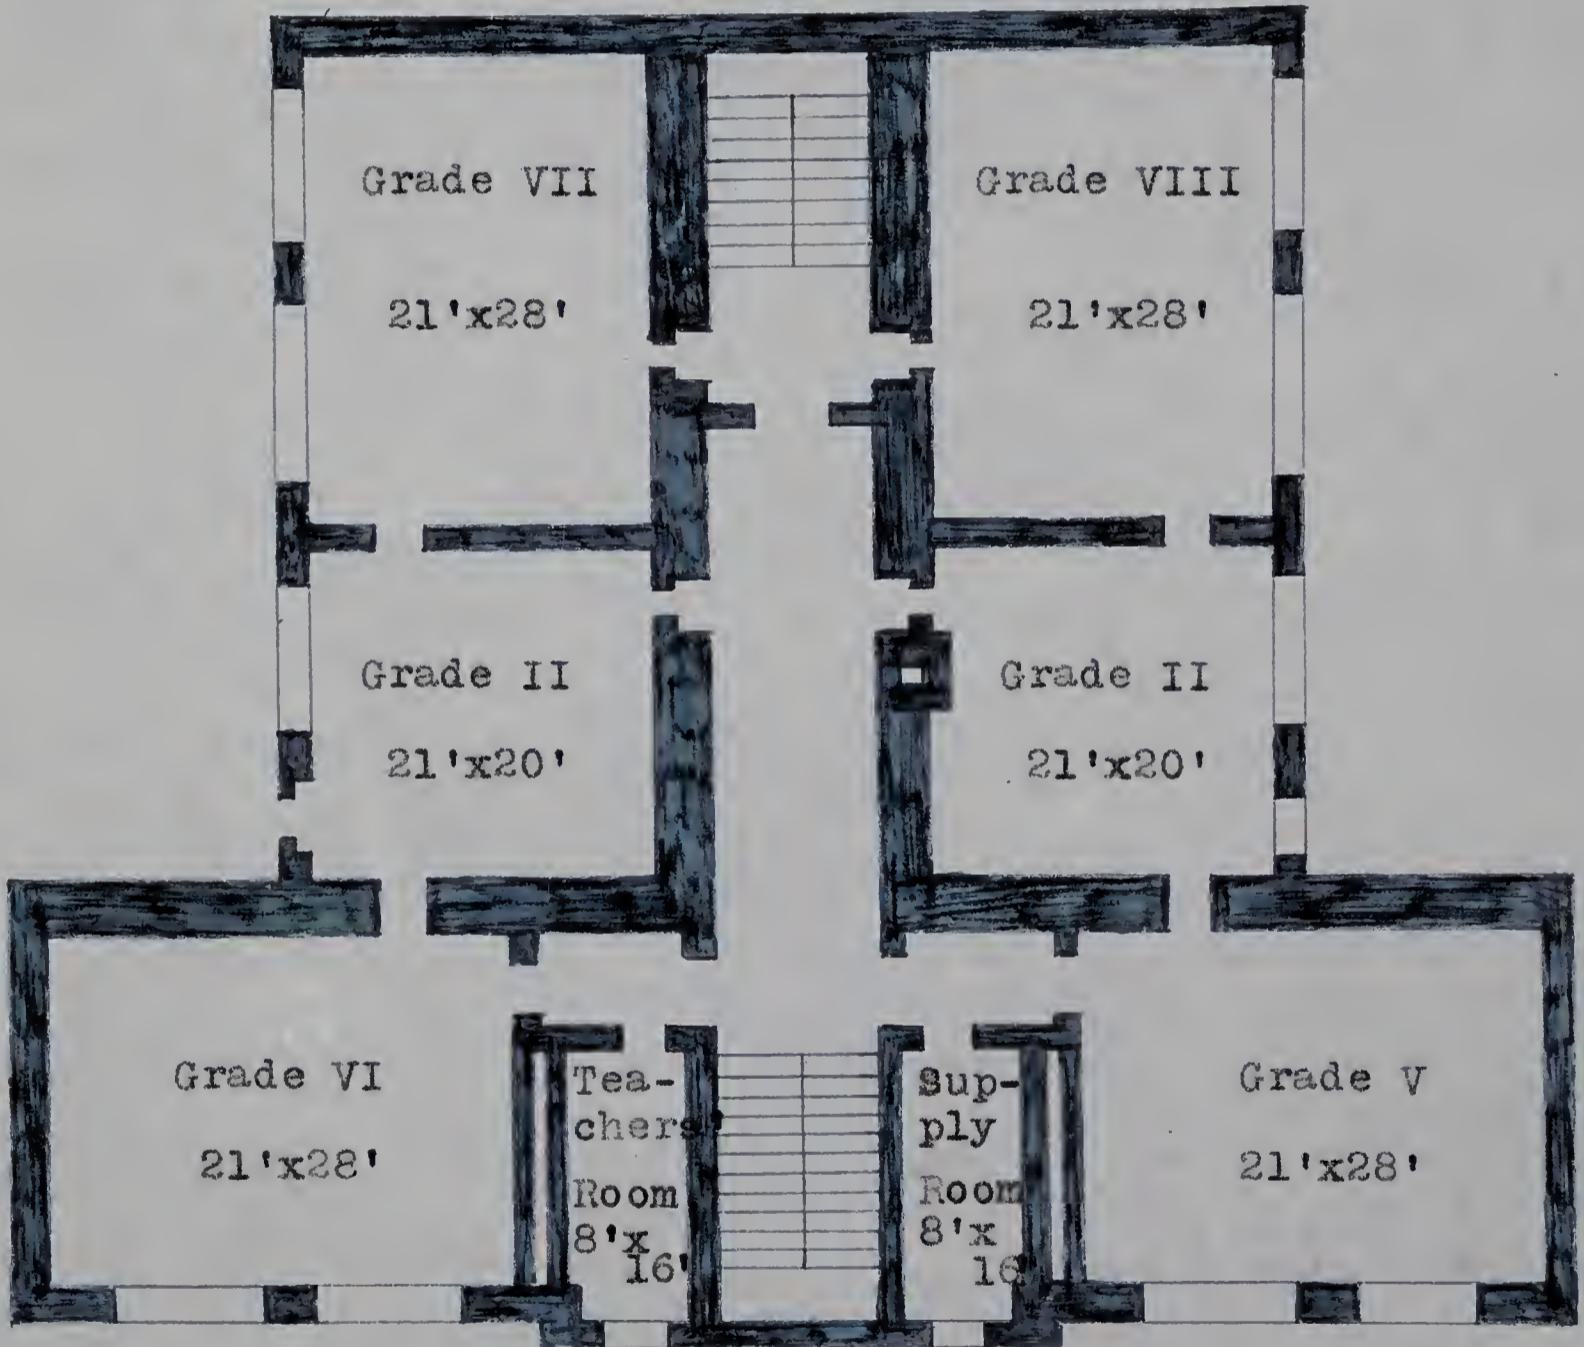 Grade VII
21'x28'
Grade VIII
21'x28'
Grade II
21'x20'
Grade II
21'x20'
Grade VI
21'x28'
Tea-
chers'
Room
8'x
16'
Sup-
ply
Room
8'x
16'
Grade V
21'x28'